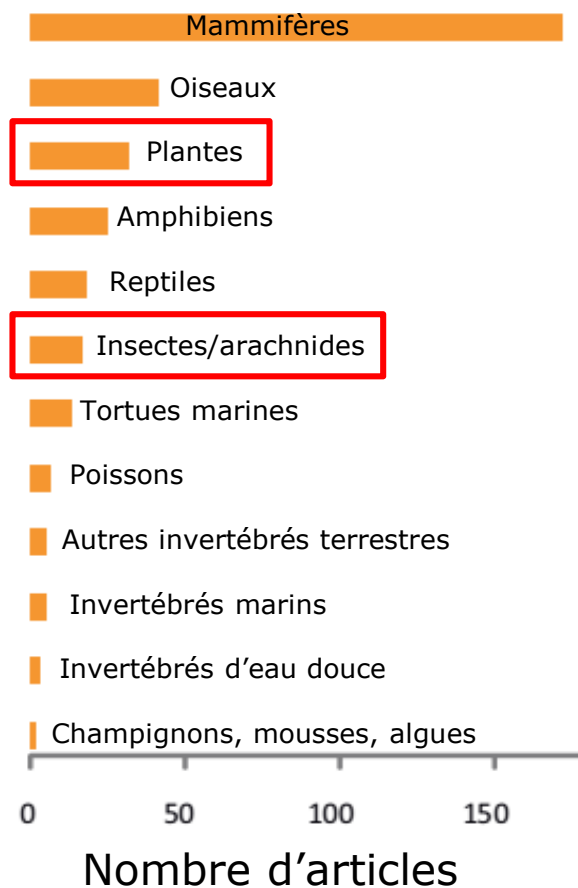 Mammifères
Oiseaux
Plantes
Amphibiens
Reptiles
Insectes/arachnides
Tortues marines
Poissons
Autres invertébrés terrestres
Invertébrés marins
Invertébrés d’eau douce
Champignons, mousses, algues
0 50 100 150
Nombre d’articles